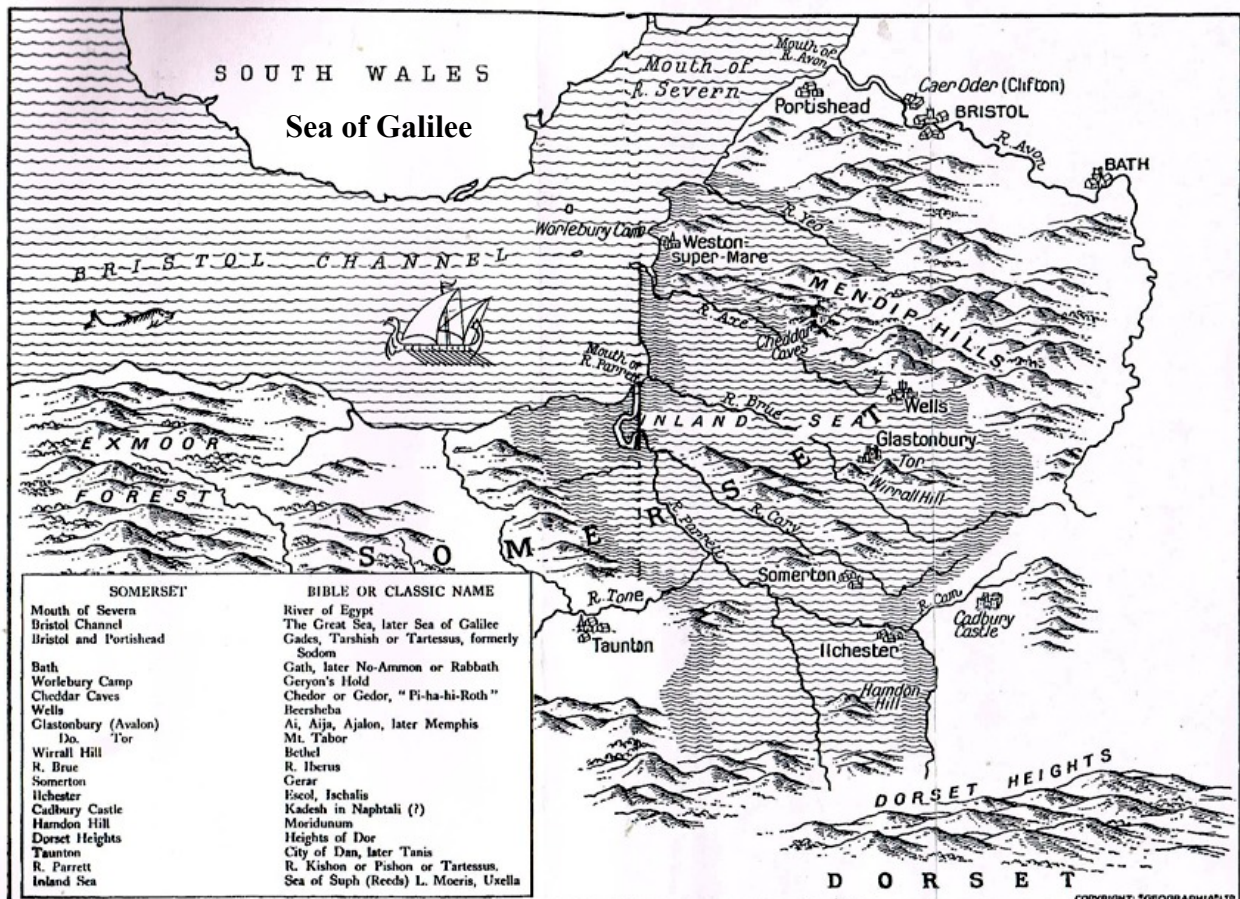 SOUTH WALES
Sea of Galilee
Mouth of
R. Severn
Mouth of
R. Avon
Portishead
Caer Oder (Clifton)
BRISTOL
R. Avon
BATH
Worlebury Camp
Weston-
super-Mare
R. Yeo
BRISTOL CHANNEL
MENDIP HILLS
R. Axe
Cheddar
Caves
Mouth of
R. Parrett
R. Brue
Wells
INLAND SEA
Glastonbury
Tor
Wirrall Hill
EXMOOR
FOREST
SOMERSET
R. Parrett
R. Cary
Somerton
R. Cam
Cadbury
Castle
R. Tone
Taunton
Ilchester
Hamdon
Hill
DORSET HEIGHTS
DORSET
SOMERSET BIBLE OR CLASSIC NAME
Mouth of Severn River of Egypt
Bristol Channel The Great Sea, later Sea of Galilee
Bristol and Portishead Gades, Tarshish or Tartessus, formerly
Sodom
Bath Gath, later No-Ammon or Rabbath
Worlebury Camp Geryon's Hold
Cheddar Caves Chedor or Gedor, "Pi-ha-hi-Roth"
Wells Beersheba
Glastonbury (Avalon) Ai, Aija, Ajalon, later Memphis
Do. Tor Mt. Tabor
Wirrall Hill Bethel
R. Brue R. Iberus
Somerton Gerar
Ilchester Escol, Ischalis
Cadbury Castle Kadesh in Naphtali (?)
Hamdon Hill Moridunum
Dorset Heights Heights of Dor
Taunton City of Dan, later Tanis
R. Parrett R. Kishon or Pishon or Tartessus.
Inland Sea Sea of Suph (Reeds) L. Moeris, Uxella
COPYRIGHT: "GEOGRAPHIA" LTD